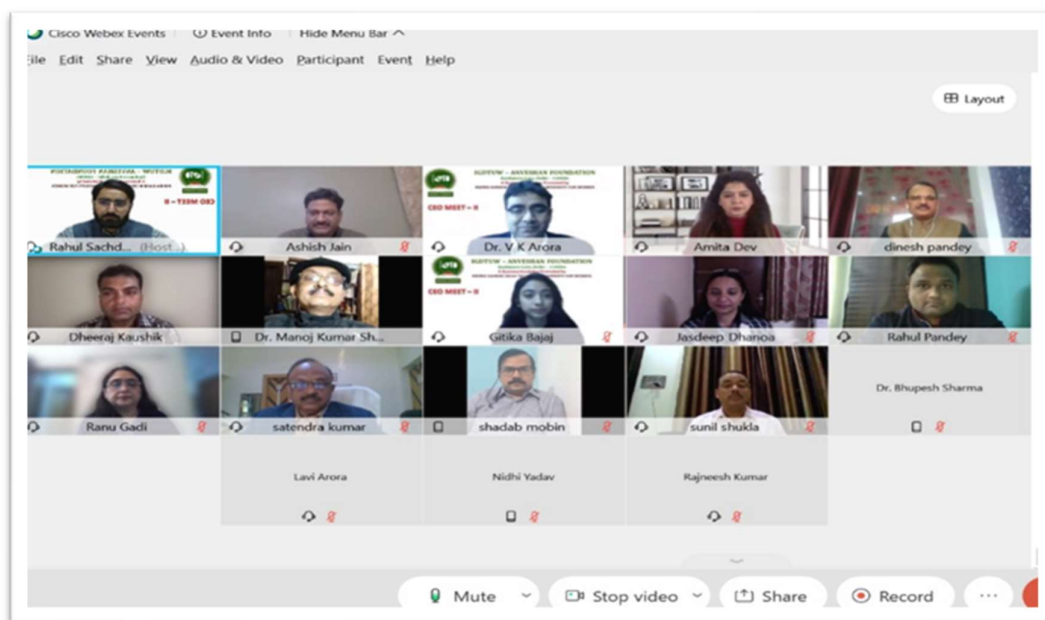 Cisco Webex Events Event Info Hide Menu Bar
File Edit Share View Audio & Video Participant Event Help
Layout
CEO MEET – II
Rahul Sachd... (Host...)
Ashish Jain
IGDTUW – ANVESHAN FOUNDATION
CEO MEET – II
Dr. V K Arora
Amita Dev
dinesh pandey
Dheeraj Kaushik
Dr. Manoj Kumar Sh...
IGDTUW – ANVESHAN FOUNDATION
CEO MEET – II
Gitika Bajaj
Jasdeep Dhanoa
Rahul Pandey
Ranu Gadi
satendra kumar
shadab mobin
sunil shukla
Dr. Bhupesh Sharma
Lavi Arora
Nidhi Yadav
Rajneesh Kumar
Mute Stop video Share Record